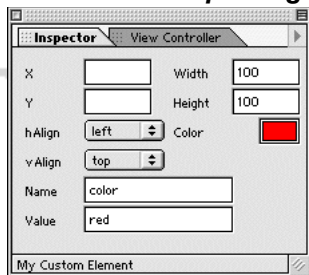 Inspector View Controller
X Width 100
Y Height 100
hAlign left Color
vAlign top
Name color
Value red
My Custom Element